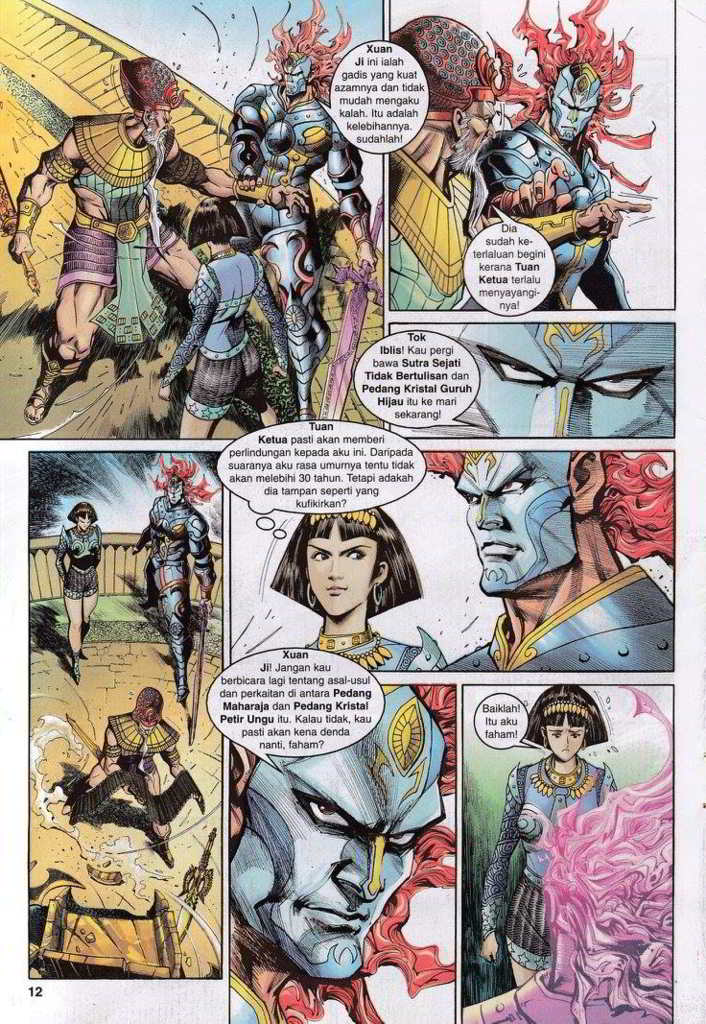 Xuan
Ji ini ialah
gadis yang kuat
azamnya dan tidak
mudah mengaku
kalah. Itu adalah
kelebihannya.
sudahlah!
Dia
sudah ke-
terlaluan begini
kerana Tuan
Ketua terlalu
menyayangi-
nya!
Tok
Iblis! Kau pergi
bawa Sutra Sejati
Tidak Bertulisan dan
Pedang Kristal Guruh
Hijau itu ke mari
sekarang!
Tuan
Ketua pasti akan memberi
perlindungan kepada aku ini. Daripada
suaranya aku rasa umurnya tentu tidak
akan melebihi 30 tahun. Tetapi adakah
dia tampan seperti yang
kufikirkan?
Xuan
Ji! Jangan kau
berbicara lagi tentang asal-usul
dan perkaitan di antara Pedang
Maharaja dan Pedang Kristal
Petir Ungu itu. Kalau tidak, kau
pasti akan kena denda
nanti, faham?
Baiklah!
Itu aku
faham!
12